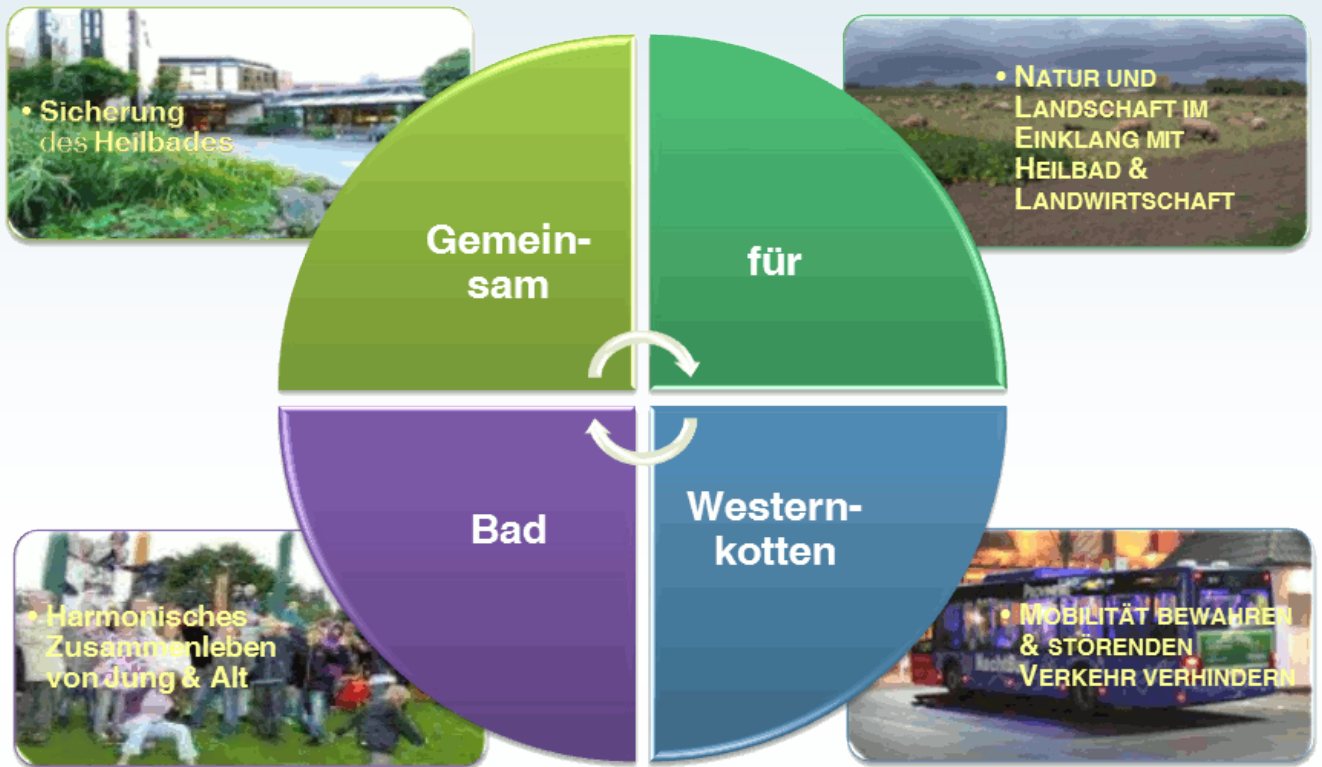 • Sicherung
des Heilbades
• NATUR UND
LANDSCHAFT IM
EINKLANG MIT
HEILBAD &
LANDWIRTSCHAFT
Gemein-
sam
für
Bad
Western-
kotten
• Harmonisches
Zusammenleben
von Jung & Alt
• MOBILITÄT BEWAHREN
& STÖRENDEN
VERKEHR VERHINDERN